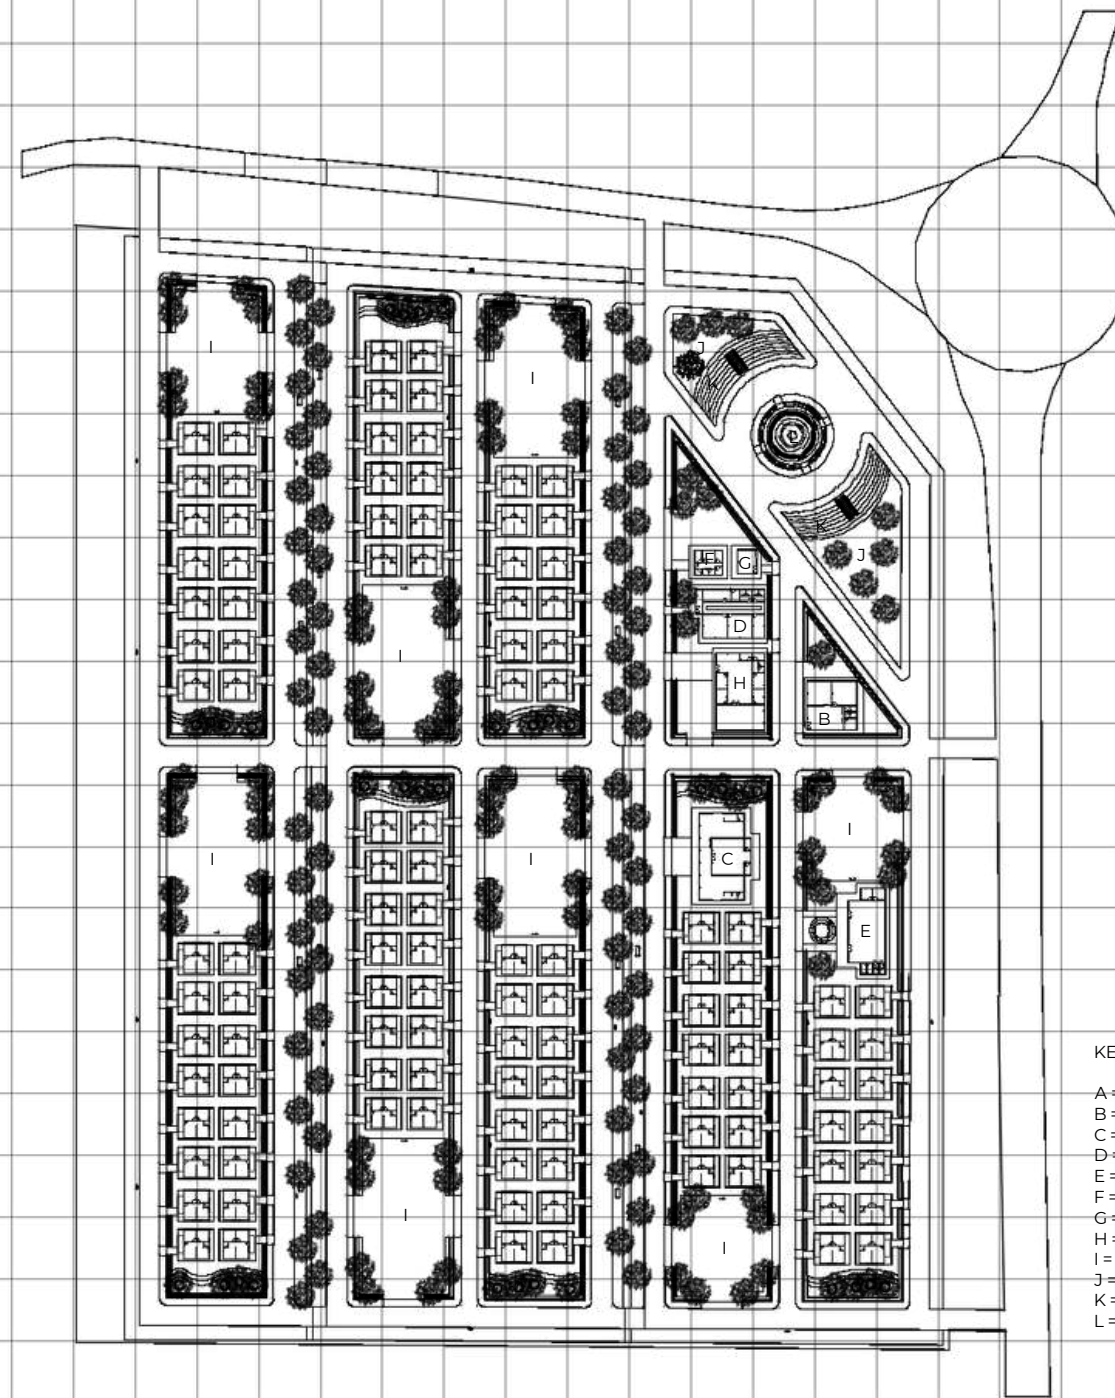 I
J
I
K
I
F
G
D
I
H
B
I
I
I
C
I
E
I
I
KE
A =
B =
C =
D =
E =
F =
G =
H =
I =
J =
K =
L =
K
J